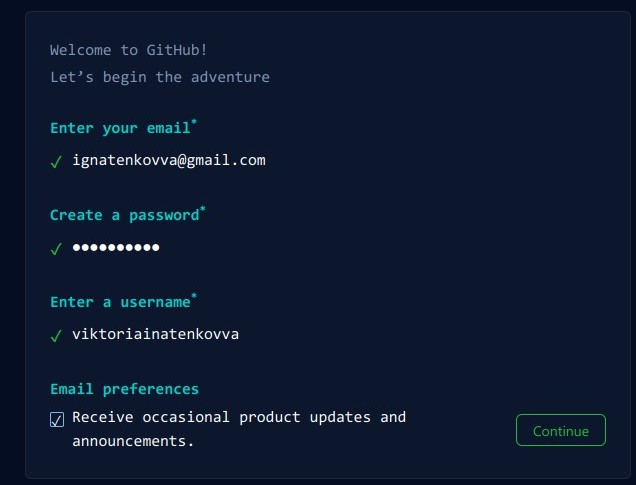 Welcome to GitHub!
Let’s begin the adventure
Enter your email*
✓ ignatenkovva@gmail.com
Create a password*
✓ ●●●●●●●●●●
Enter a username*
✓ viktoriainatenkovva
Email preferences
Receive occasional product updates and
announcements.
Continue